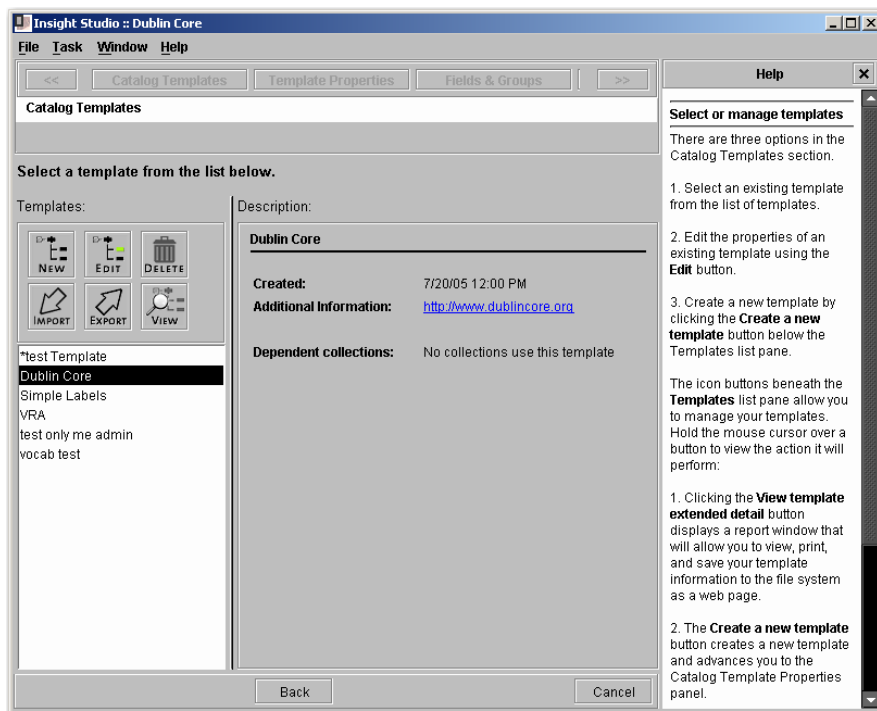 Insight Studio :: Dublin Core
File Task Window Help
<< Catalog Templates Template Properties Fields & Groups >>
Catalog Templates
Select a template from the list below.
Templates:
NEW EDIT DELETE
IMPORT EXPORT VIEW
*test Template
Dublin Core
Simple Labels
VRA
test only me admin
vocab test
Description:
Dublin Core
Created: 7/20/05 12:00 PM
Additional Information: http://www.dublincore.org
Dependent collections: No collections use this template
Back Cancel
Help
Select or manage templates
There are three options in the
Catalog Templates section.
1. Select an existing template
from the list of templates.
2. Edit the properties of an
existing template using the
Edit button.
3. Create a new template by
clicking the Create a new
template button below the
Templates list pane.
The icon buttons beneath the
Templates list pane allow you
to manage your templates.
Hold the mouse cursor over a
button to view the action it will
perform:
1. Clicking the View template
extended detail button
displays a report window that
will allow you to view, print,
and save your template
information to the file system
as a web page.
2. The Create a new template
button creates a new template
and advances you to the
Catalog Template Properties
panel.